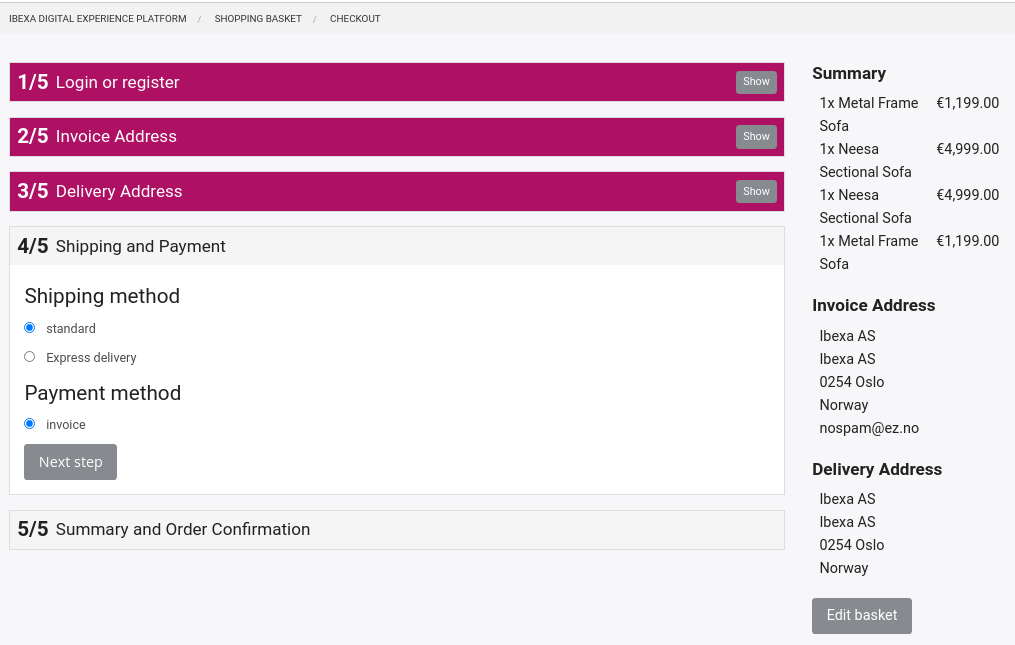 IBEXA DIGITAL EXPERIENCE PLATFORM / SHOPPING BASKET / CHECKOUT
1/5 Login or register Show
2/5 Invoice Address Show
3/5 Delivery Address Show
4/5 Shipping and Payment
Shipping method
standard
Express delivery
Payment method
invoice
Next step
5/5 Summary and Order Confirmation
Summary
1x Metal Frame €1,199.00
Sofa
1x Neesa €4,999.00
Sectional Sofa
1x Neesa €4,999.00
Sectional Sofa
1x Metal Frame €1,199.00
Sofa
Invoice Address
Ibexa AS
Ibexa AS
0254 Oslo
Norway
nospam@ez.no
Delivery Address
Ibexa AS
Ibexa AS
0254 Oslo
Norway
Edit basket